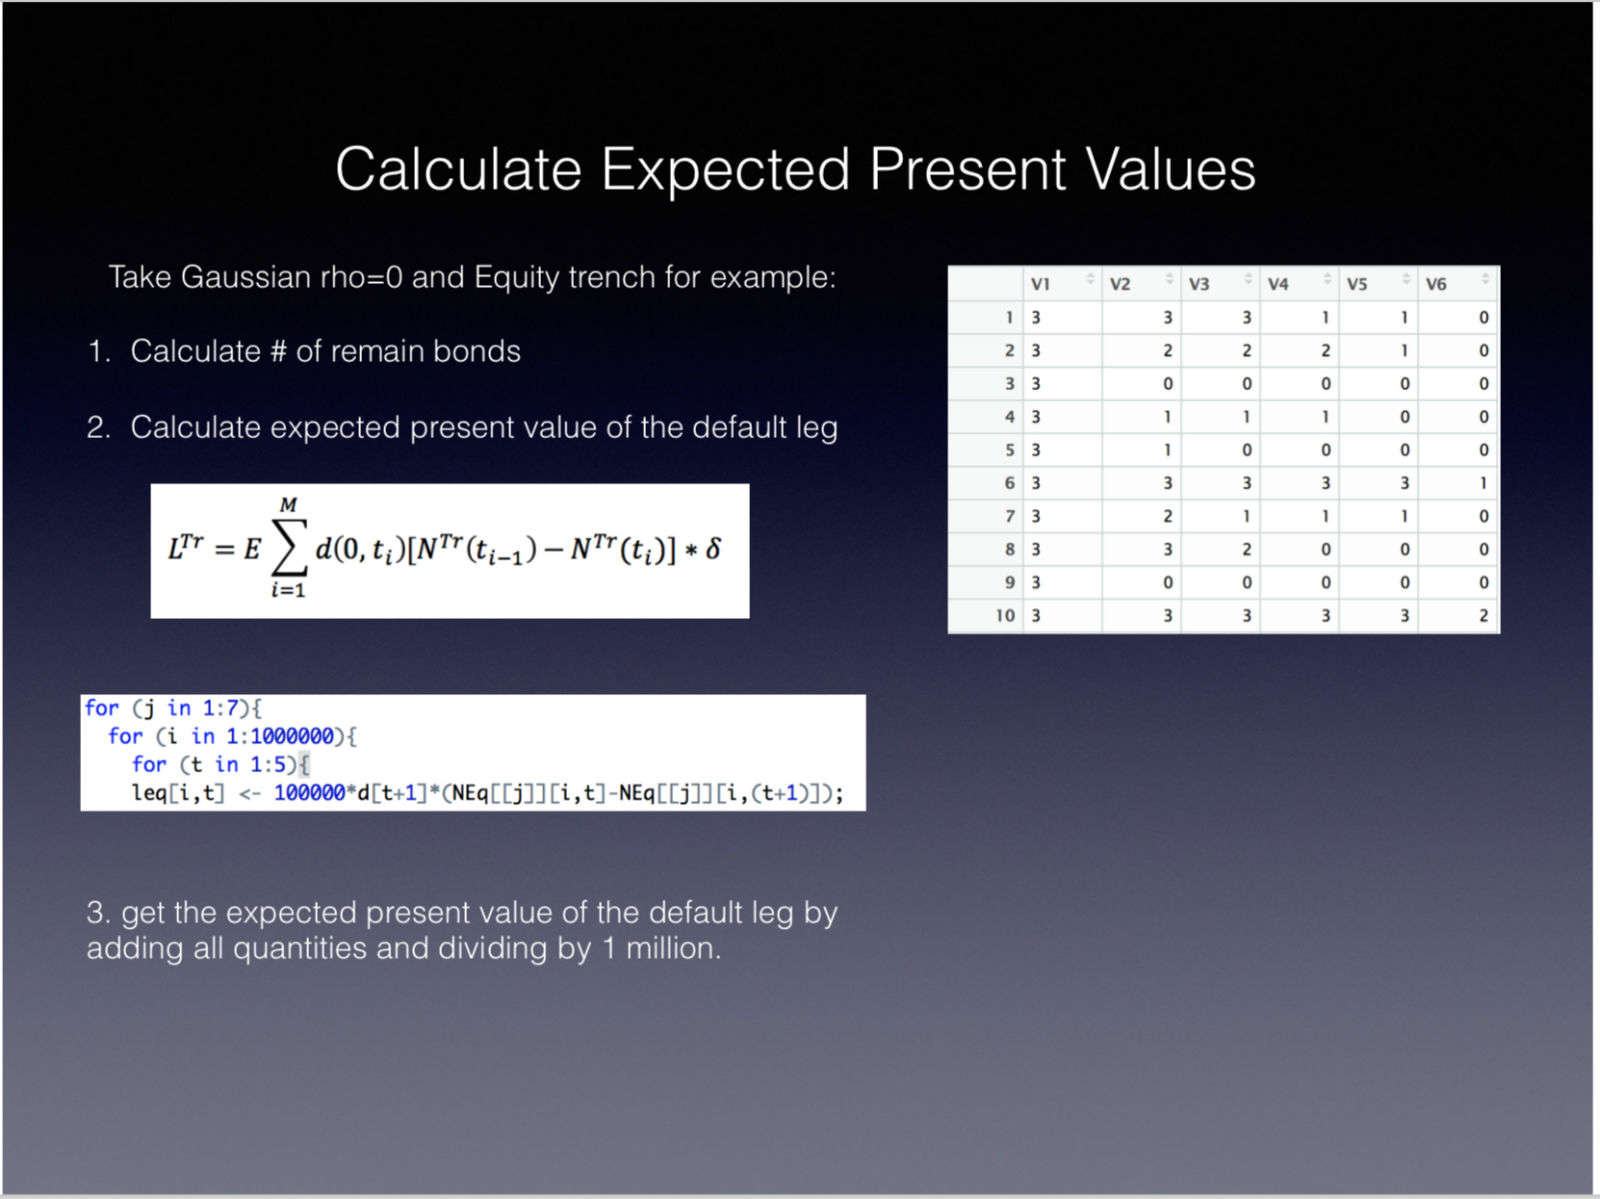 Calculate Expected Present Values
Take Gaussian rho=0 and Equity trench for example:
1. Calculate # of remain bonds
2. Calculate expected present value of the default leg
M
L^Tr = E ∑ d(0, t_i)[N^Tr(t_{i−1}) − N^Tr(t_i)] * δ
i=1
for (j in 1:7){
for (i in 1:1000000){
for (t in 1:5){
leq[i,t] <- 100000*d[t+1]*(NEq[[j]][i,t]-NEq[[j]][i,(t+1)]);
3. get the expected present value of the default leg by
adding all quantities and dividing by 1 million.
V1 V2 V3 V4 V5 V6
1 3 3 3 1 1 0
2 3 2 2 2 1 0
3 3 0 0 0 0 0
4 3 1 1 1 0 0
5 3 1 0 0 0 0
6 3 3 3 3 3 1
7 3 2 1 1 1 0
8 3 3 2 0 0 0
9 3 0 0 0 0 0
10 3 3 3 3 3 2